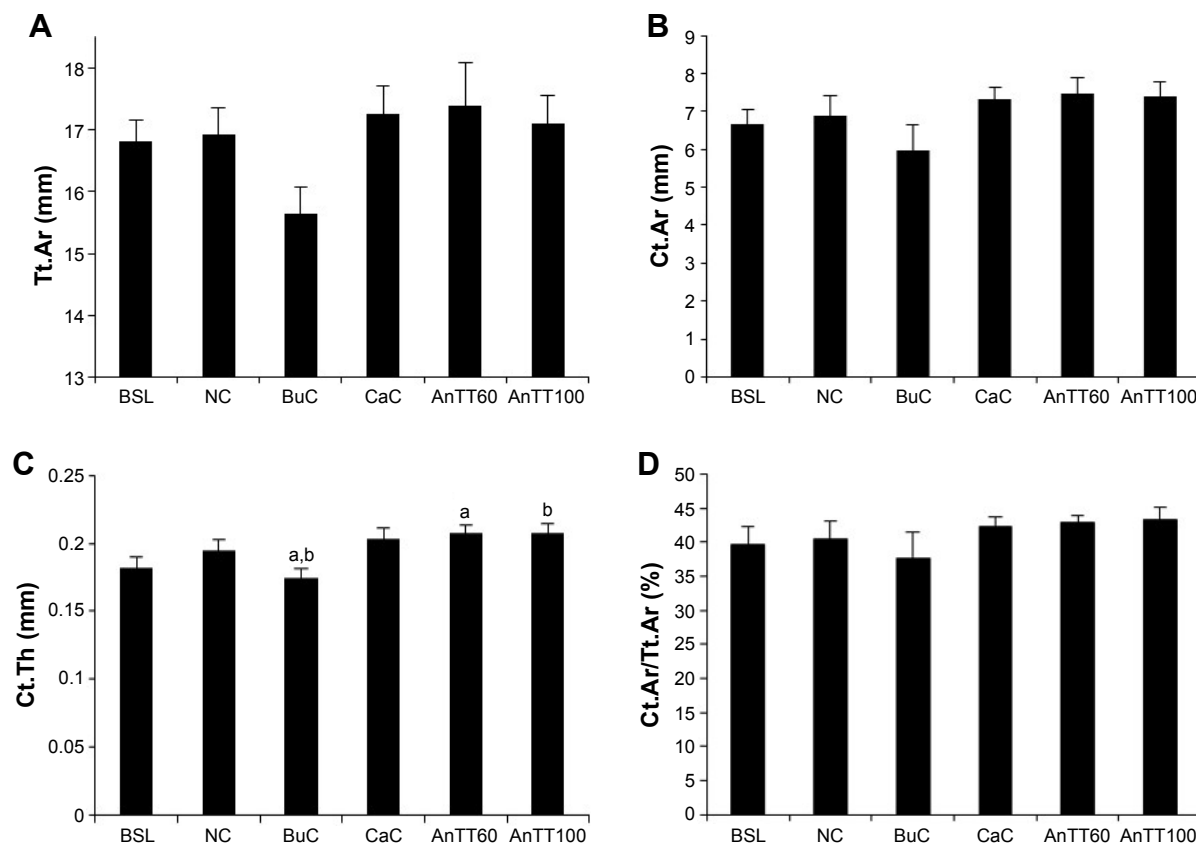 A
Tt.Ar (mm)
18
17
16
15
14
13
BSL NC BuC CaC AnTT60 AnTT100
B
Ct.Ar (mm)
9
8
7
6
5
4
3
2
1
0
BSL NC BuC CaC AnTT60 AnTT100
C
Ct.Th (mm)
0.25
0.2
0.15
0.1
0.05
0
a,b
a
b
BSL NC BuC CaC AnTT60 AnTT100
D
Ct.Ar/Tt.Ar (%)
50
45
40
35
30
25
20
15
10
5
0
BSL NC BuC CaC AnTT60 AnTT100